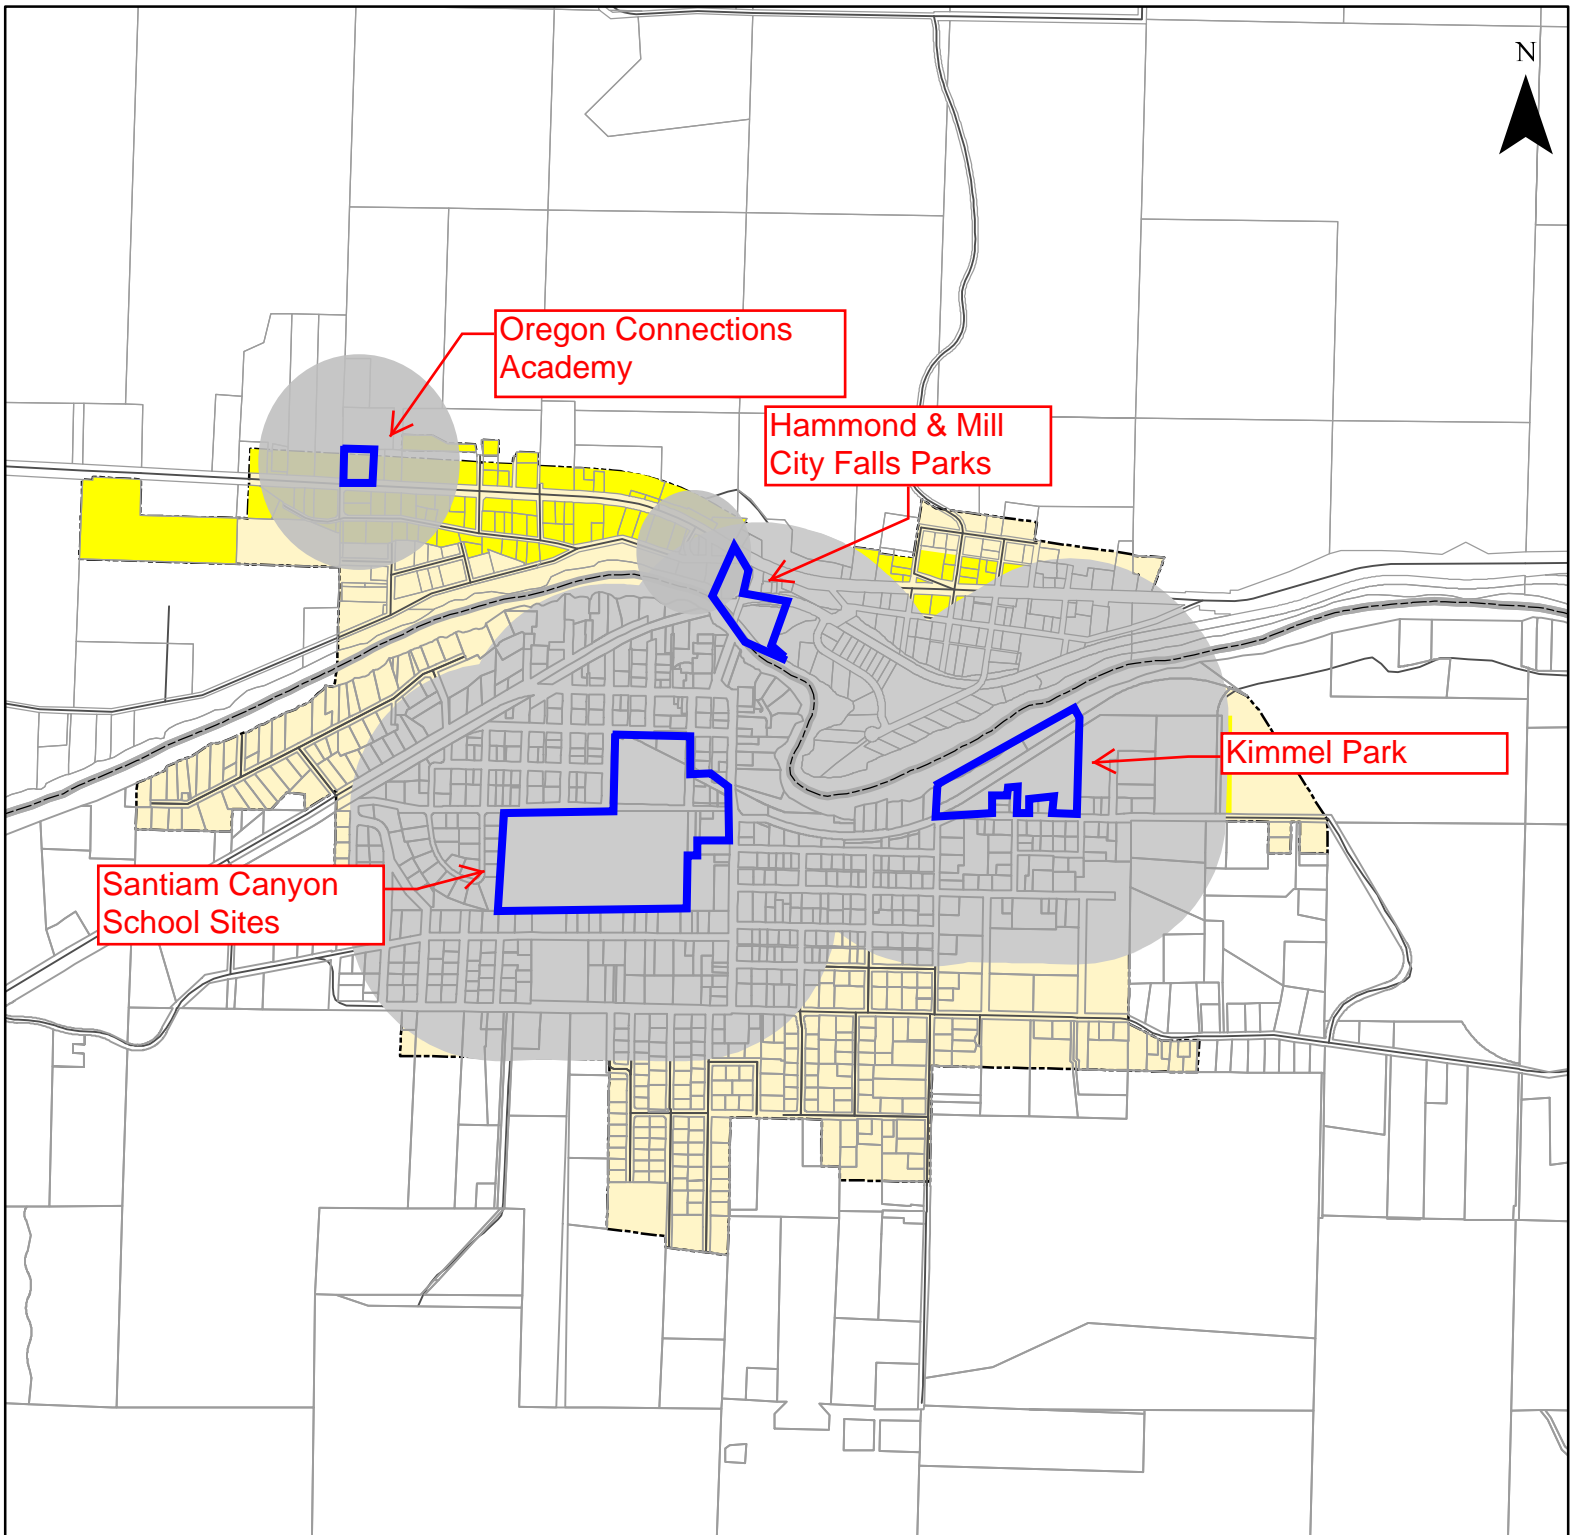 N
Oregon Connections
Academy
Hammond & Mill
City Falls Parks
Kimmel Park
Santiam Canyon
School Sites